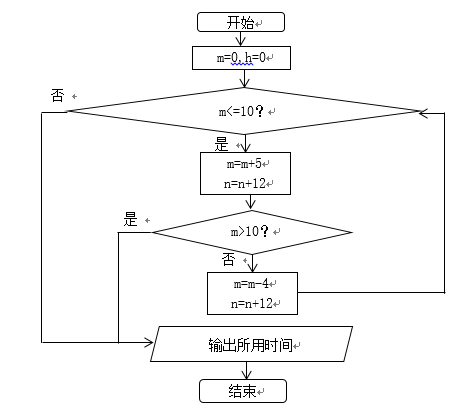 开始
m=0,h=0
否
m<=10?
是
m=m+5
n=n+12
是
m>10?
否
m=m-4
n=n+12
输出所用时间
结束